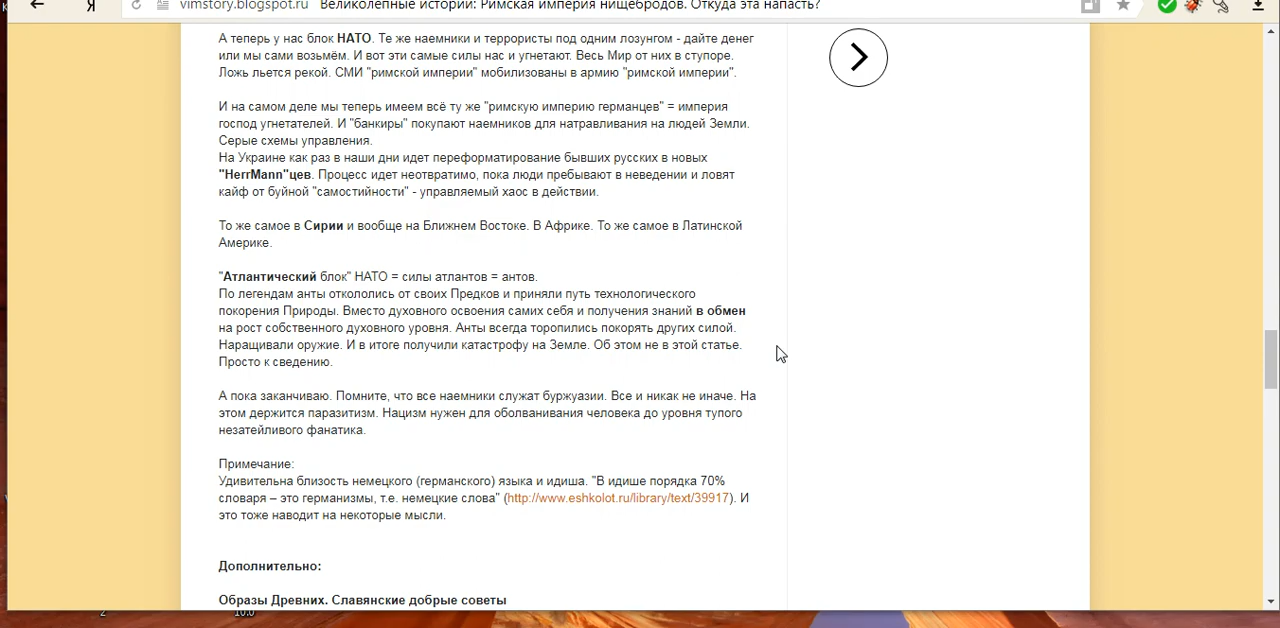 vimstory.blogspot.ru Великолепные истории: Римская империя нищебродов. Откуда эта напасть?
А теперь у нас блок НАТО. Те же наемники и террористы под одним лозунгом - дайте денег
или мы сами возьмём. И вот эти самые силы нас и угнетают. Весь Мир от них в ступоре.
Ложь льется рекой. СМИ "римской империи" мобилизованы в армию "римской империи".
И на самом деле мы теперь имеем всё ту же "римскую империю германцев" = империя
господ угнетателей. И "банкиры" покупают наемников для натравливания на людей Земли.
Серые схемы управления.
На Украине как раз в наши дни идет переформатирование бывших русских в новых
"HerrMann"цев. Процесс идет неотвратимо, пока люди пребывают в неведении и ловят
кайф от буйной "самостийности" - управляемый хаос в действии.
То же самое в Сирии и вообще на Ближнем Востоке. В Африке. То же самое в Латинской
Америке.
"Атлантический блок" НАТО = силы атлантов = антов.
По легендам анты откололись от своих Предков и приняли путь технологического
покорения Природы. Вместо духовного освоения самих себя и получения знаний в обмен
на рост собственного духовного уровня. Анты всегда торопились покорять других силой.
Наращивали оружие. И в итоге получили катастрофу на Земле. Об этом не в этой статье.
Просто к сведению.
А пока заканчиваю. Помните, что все наемники служат буржуазии. Все и никак не иначе. На
этом держится паразитизм. Нацизм нужен для оболванивания человека до уровня тупого
незатейливого фанатика.
Примечание:
Удивительна близость немецкого (германского) языка и идиша. "В идише порядка 70%
словаря – это германизмы, т.е. немецкие слова" (http://www.eshkolot.ru/library/text/39917). И
это тоже наводит на некоторые мысли.
Дополнительно:
Образы Древних. Славянские добрые советы
2 10.0